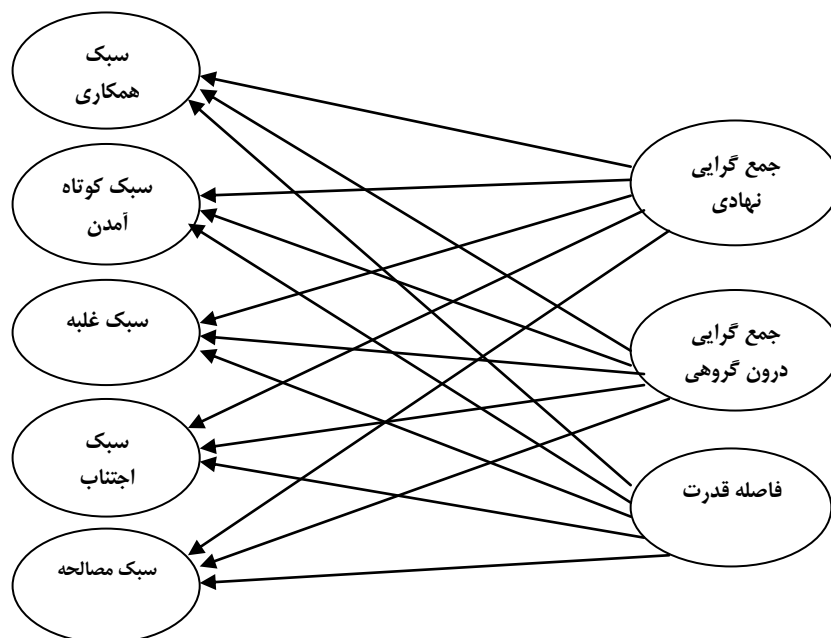 جمع گرایی
نهادی
جمع گرایی
درون گروهی
فاصله قدرت
سبک
همکاری
سبک کوتاه
آمدن
سبک غلبه
سبک
اجتناب
سبک مصالحه